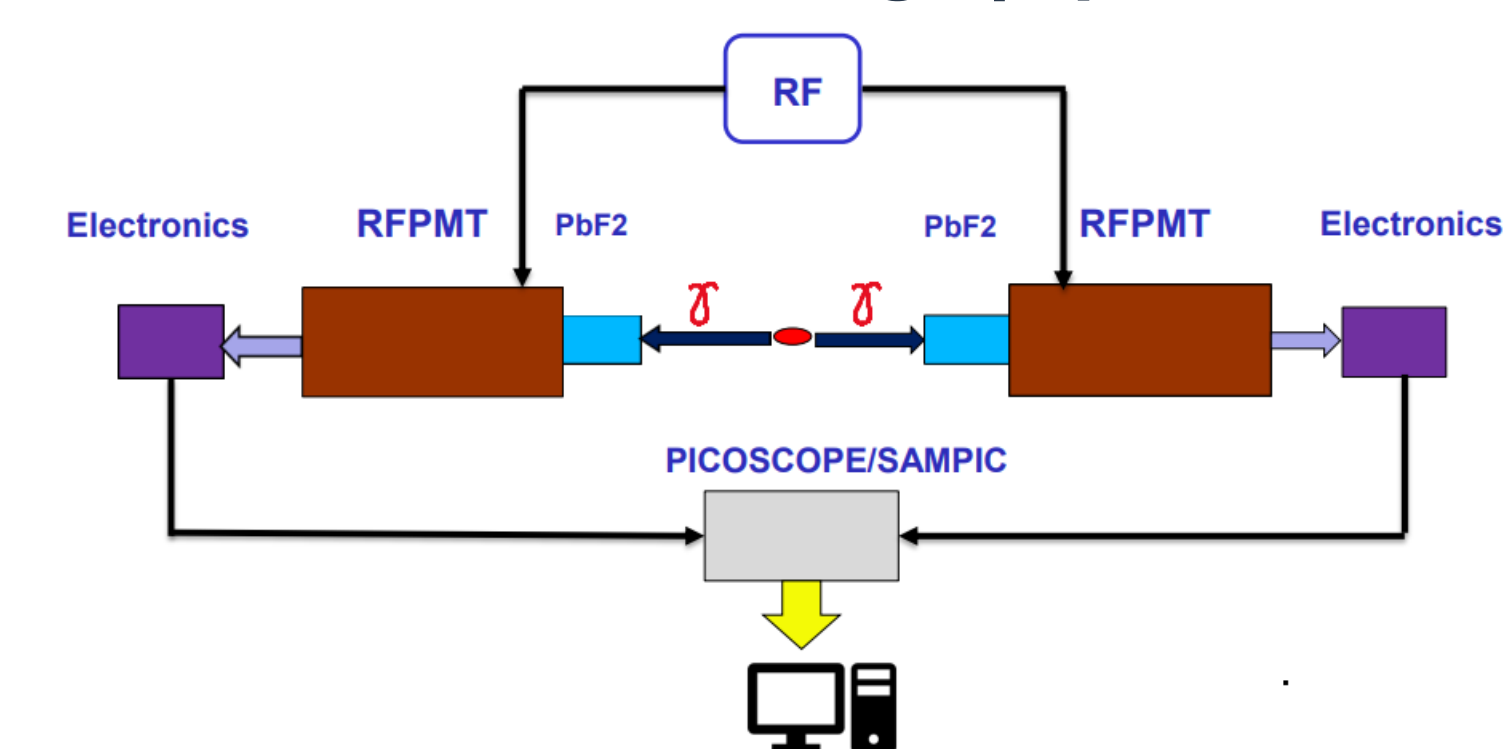 RF
Electronics
RFPMT
PbF2
PbF2
RFPMT
Electronics
γ
γ
PICOSCOPE/SAMPIC
.